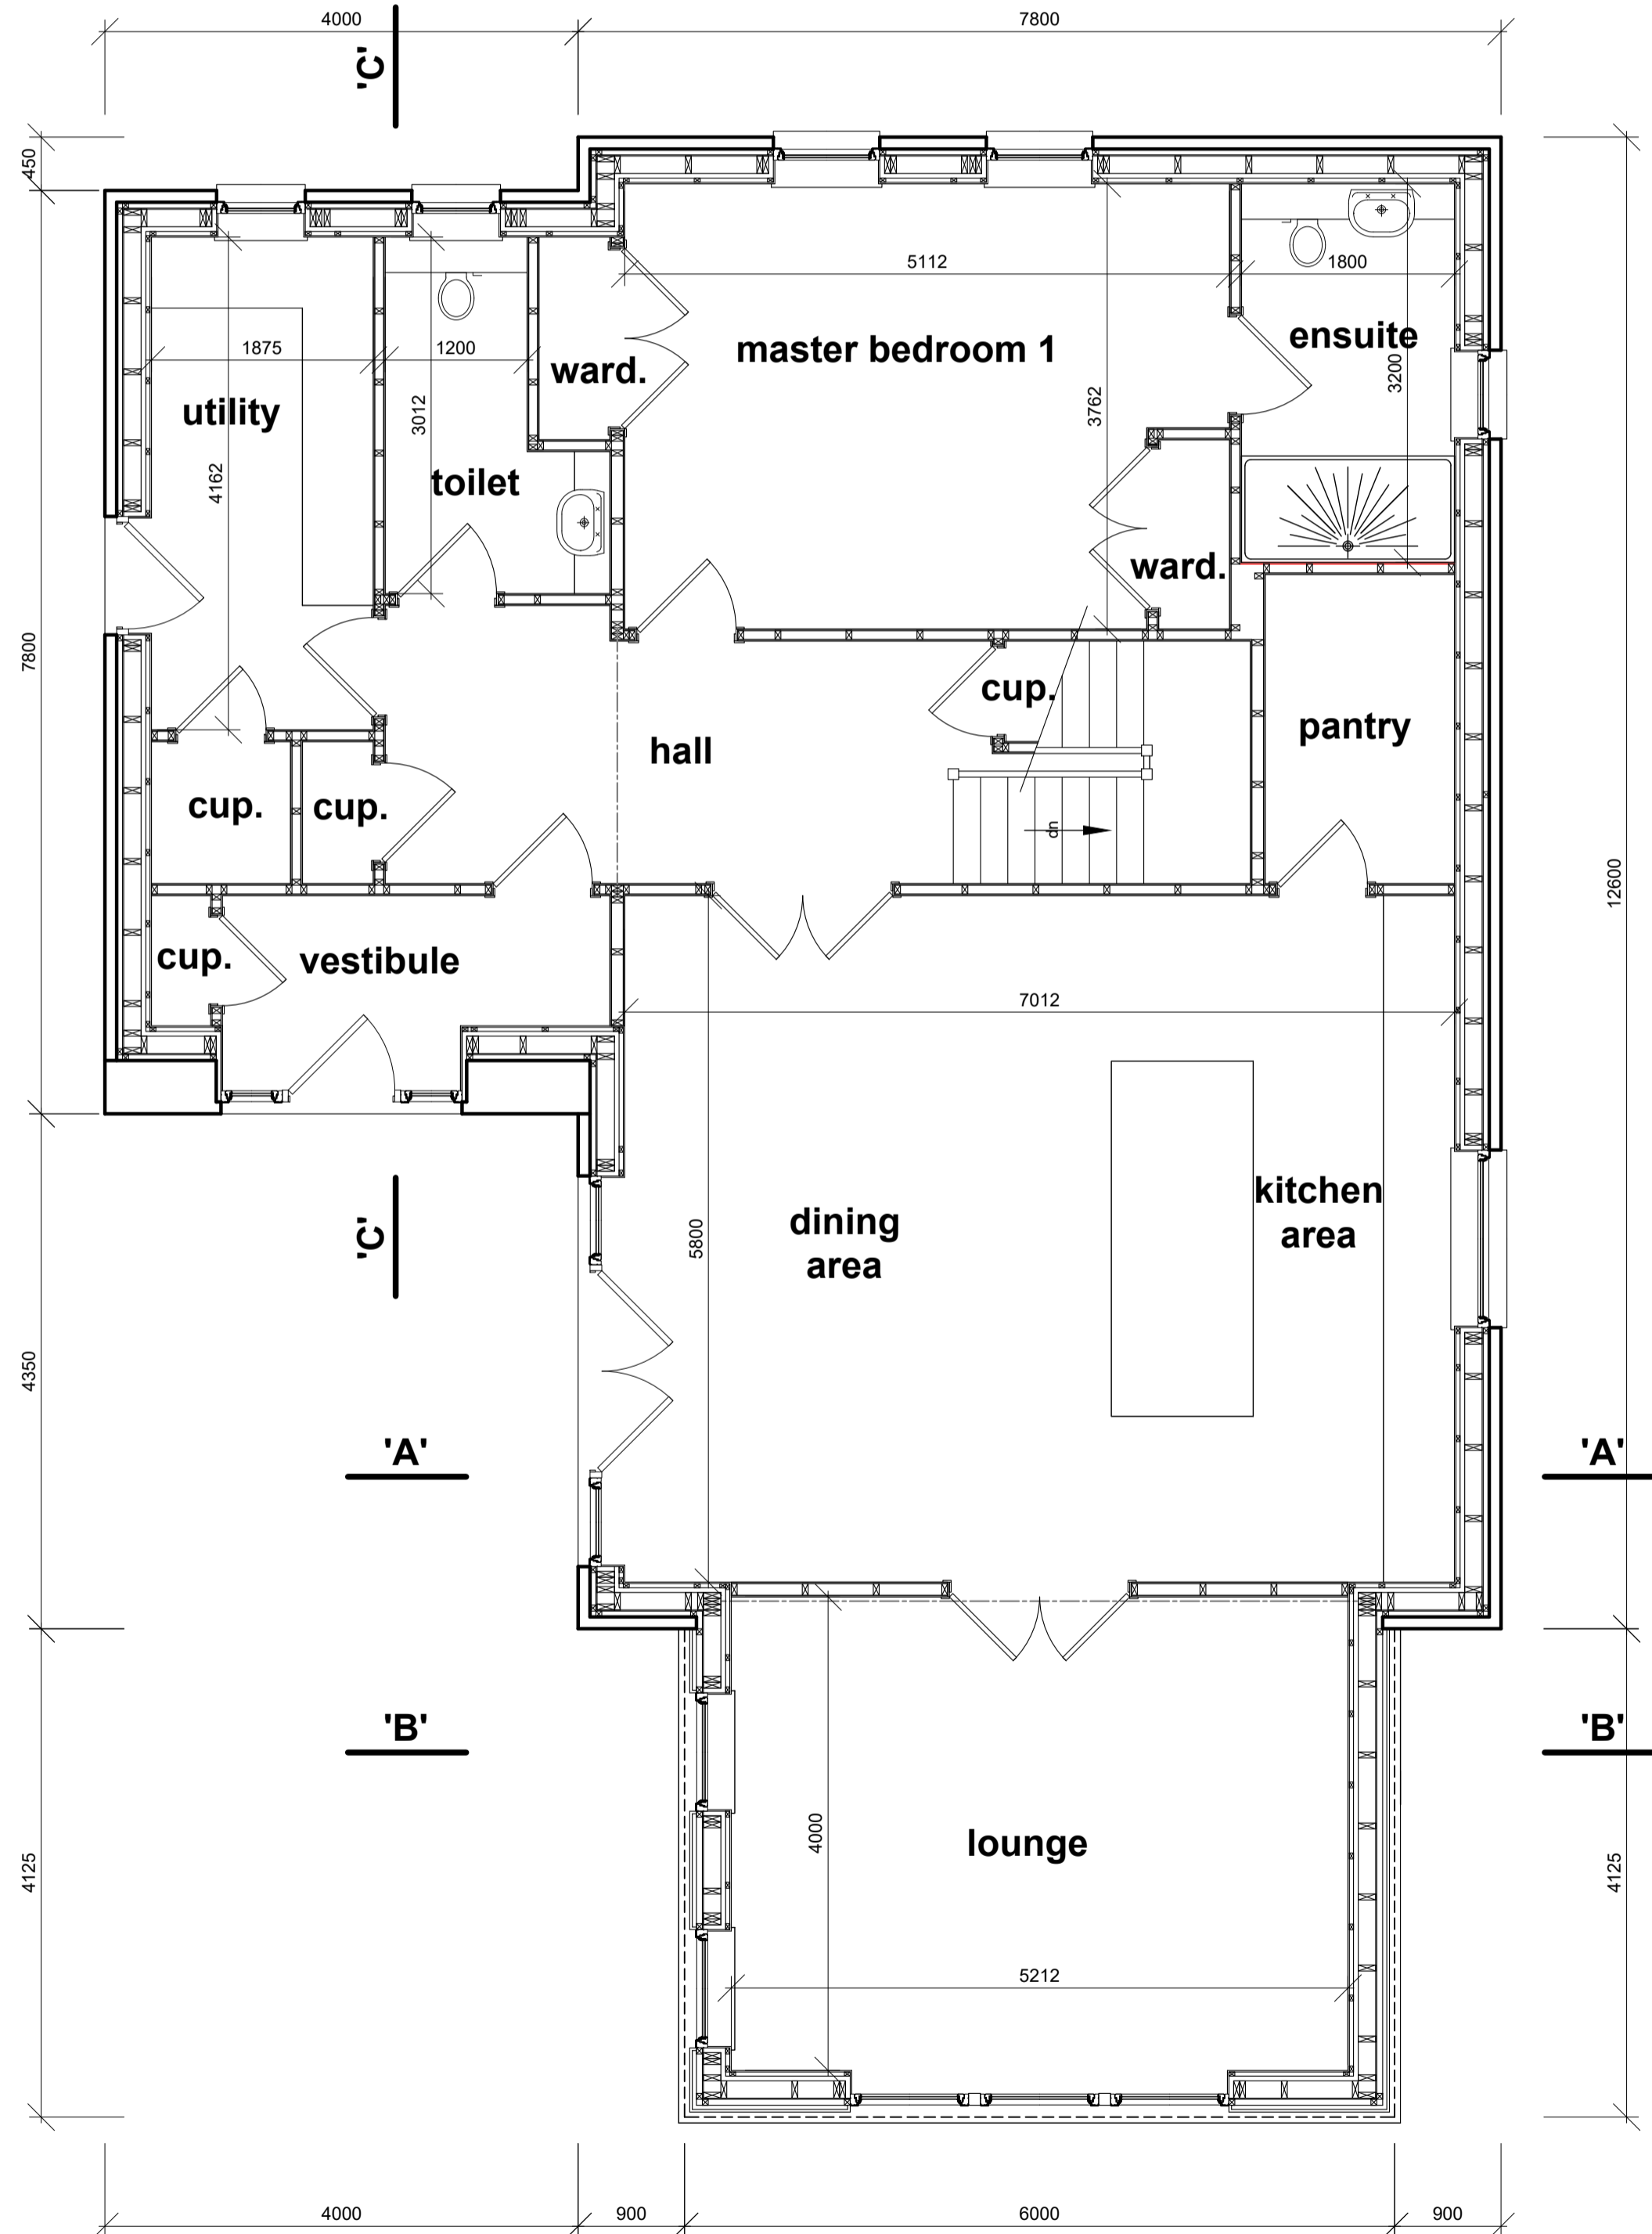 4000
7800
'C'
450
5112
1800
ensuite
master bedroom 1
1875
1200
ward.
3200
utility
3012
3762
4162
toilet
ward.
7800
cup.
pantry
hall
cup.
cup.
dn
12600
cup.
vestibule
7012
kitchen
area
dining
area
'C'
5800
4350
'A'
'A'
'B'
'B'
4000
lounge
4125
4125
5212
4000
900
6000
900